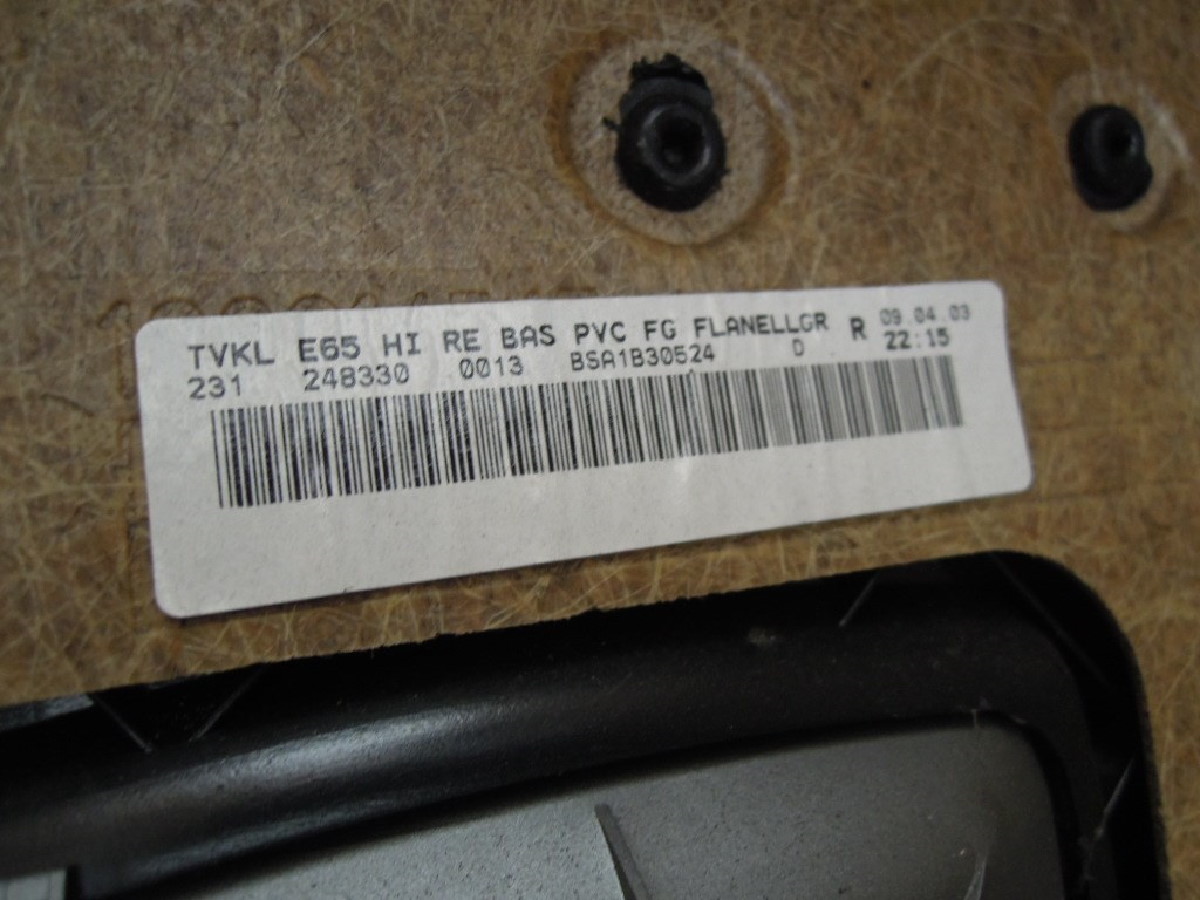 TVKL E65 HI RE BAS PVC FG FLANELLGR R 09.04.03
231 248330 0013 BSA1B30524 D 22:15